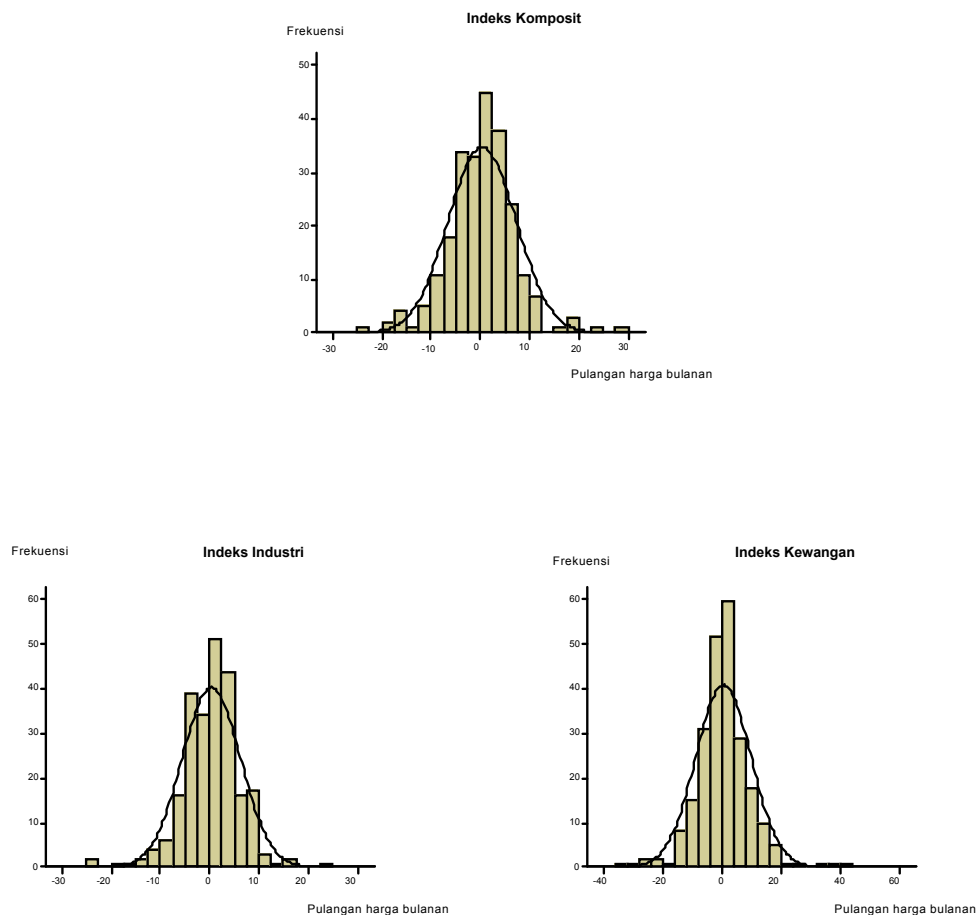 Indeks Komposit
Frekuensi
50
40
30
20
10
0
-30 -20 -10 0 10 20 30
Pulangan harga bulanan
Frekuensi
Indeks Industri
60
50
40
30
20
10
0
-30 -20 -10 0 10 20 30
Pulangan harga bulanan
Indeks Kewangan
Frekuensi
60
50
40
30
20
10
0
-40 -20 0 20 40 60
Pulangan harga bulanan